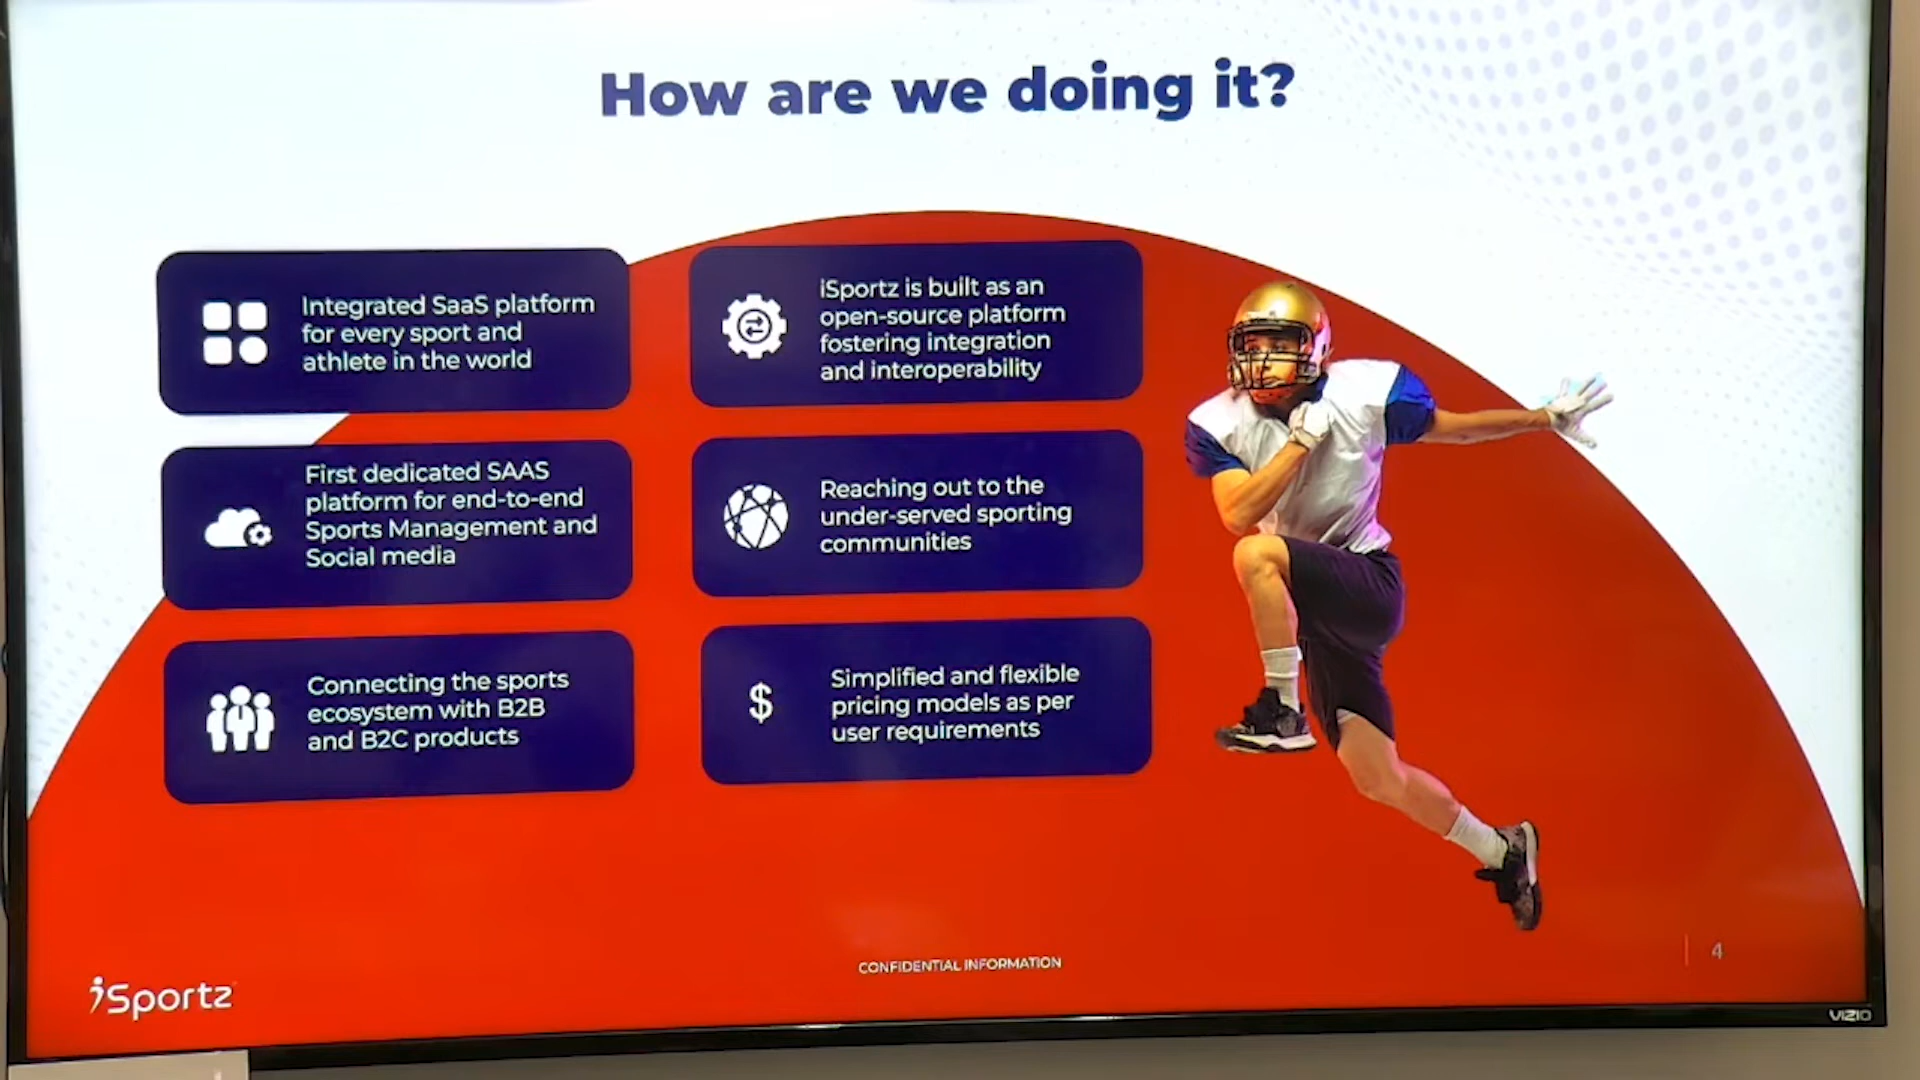 How are we doing it?
Integrated SaaS platform
for every sport and
athlete in the world
iSportz is built as an
open-source platform
fostering integration
and interoperability
First dedicated SAAS
platform for end-to-end
Sports Management and
Social media
Reaching out to the
under-served sporting
communities
Connecting the sports
ecosystem with B2B
and B2C products
$
Simplified and flexible
pricing models as per
user requirements
CONFIDENTIAL INFORMATION
4
iSportz
VIZIO